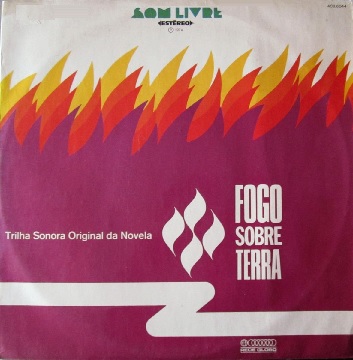 SOM LIVRE
ESTÉREO
Trilha Sonora Original da Novela
FOGO
SOBRE
TERRA
REDE GLOBO